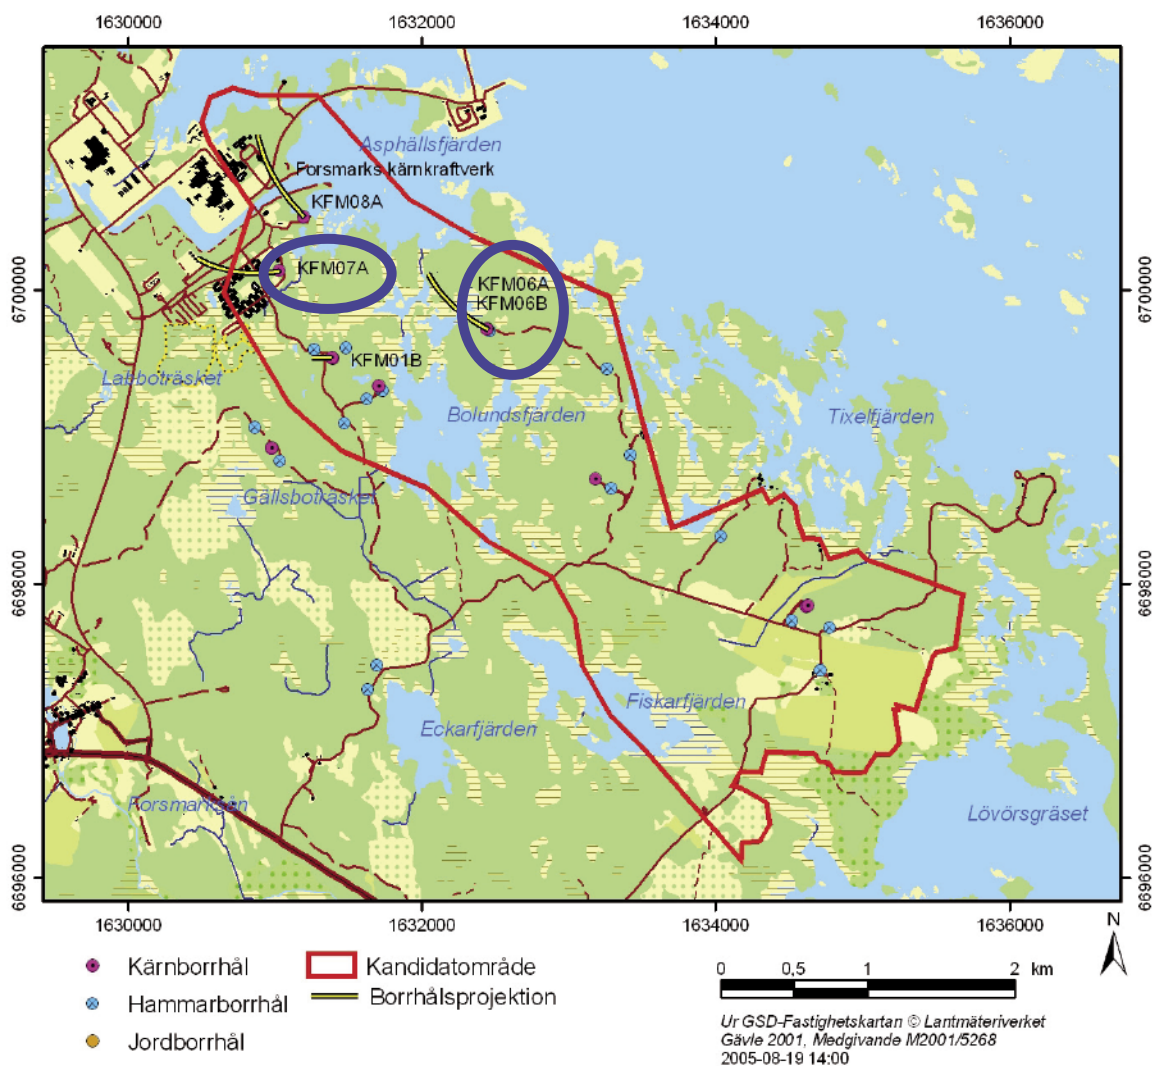 1630000
1632000
1634000
1636000
Asphällsfjärden
Forsmarks kärnkraftverk
KFM08A
KFM07A
KFM06A
KFM06B
6700000
6700000
KFM01B
Labboträsket
Bolundsfjärden
Tixelfjärden
Gällsboträsket
6698000
6698000
Fiskarfjärden
Eckarfjärden
Forsmarksån
Lövörsgräset
6696000
6696000
1630000
1632000
1634000
1636000
N
Kärnborrhål
Kandidatområde
0 0,5 1 2 km
Hammarborrhål
Borrhålsprojektion
Jordborrhål
Ur GSD-Fastighetskartan © Lantmäteriverket
Gävle 2001, Medgivande M2001/5268
2005-08-19 14:00